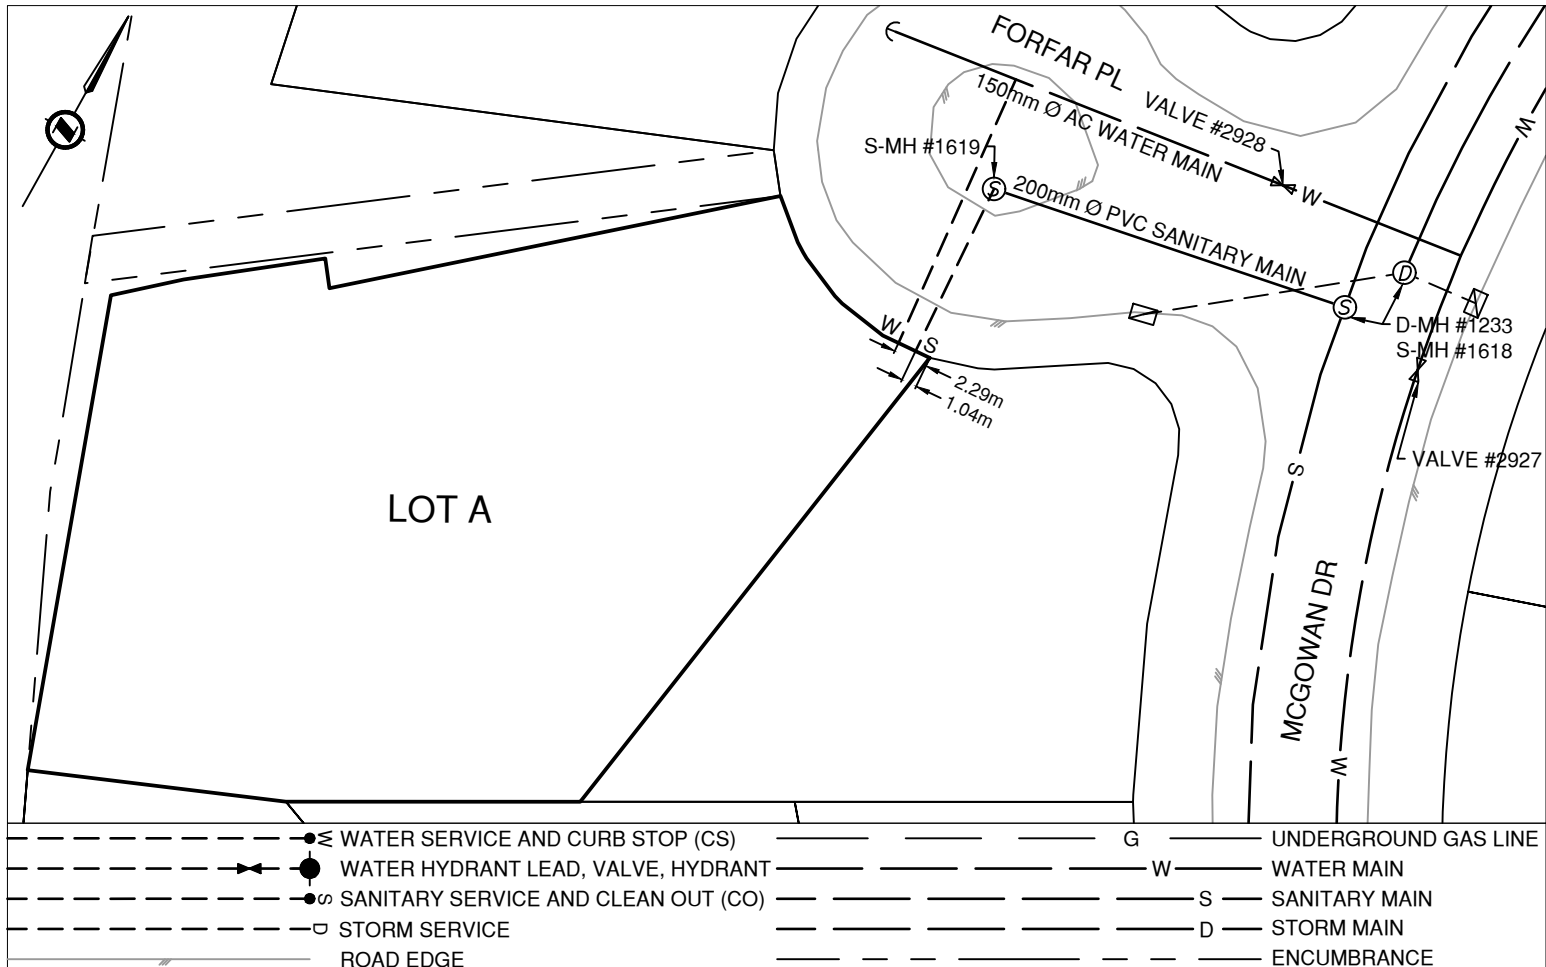 FORFAR PL
150mm Ø AC WATER MAIN
VALVE #2928
W
W
S-MH #1619
S
200mm Ø PVC SANITARY MAIN
D
S
D-MH #1233
S-MH #1618
W
S
2.29m
1.04m
VALVE #2927
S
LOT A
MCGOWAN DR
W
W WATER SERVICE AND CURB STOP (CS)
WATER HYDRANT LEAD, VALVE, HYDRANT
S SANITARY SERVICE AND CLEAN OUT (CO)
D STORM SERVICE
ROAD EDGE
G UNDERGROUND GAS LINE
W WATER MAIN
S SANITARY MAIN
D STORM MAIN
ENCUMBRANCE